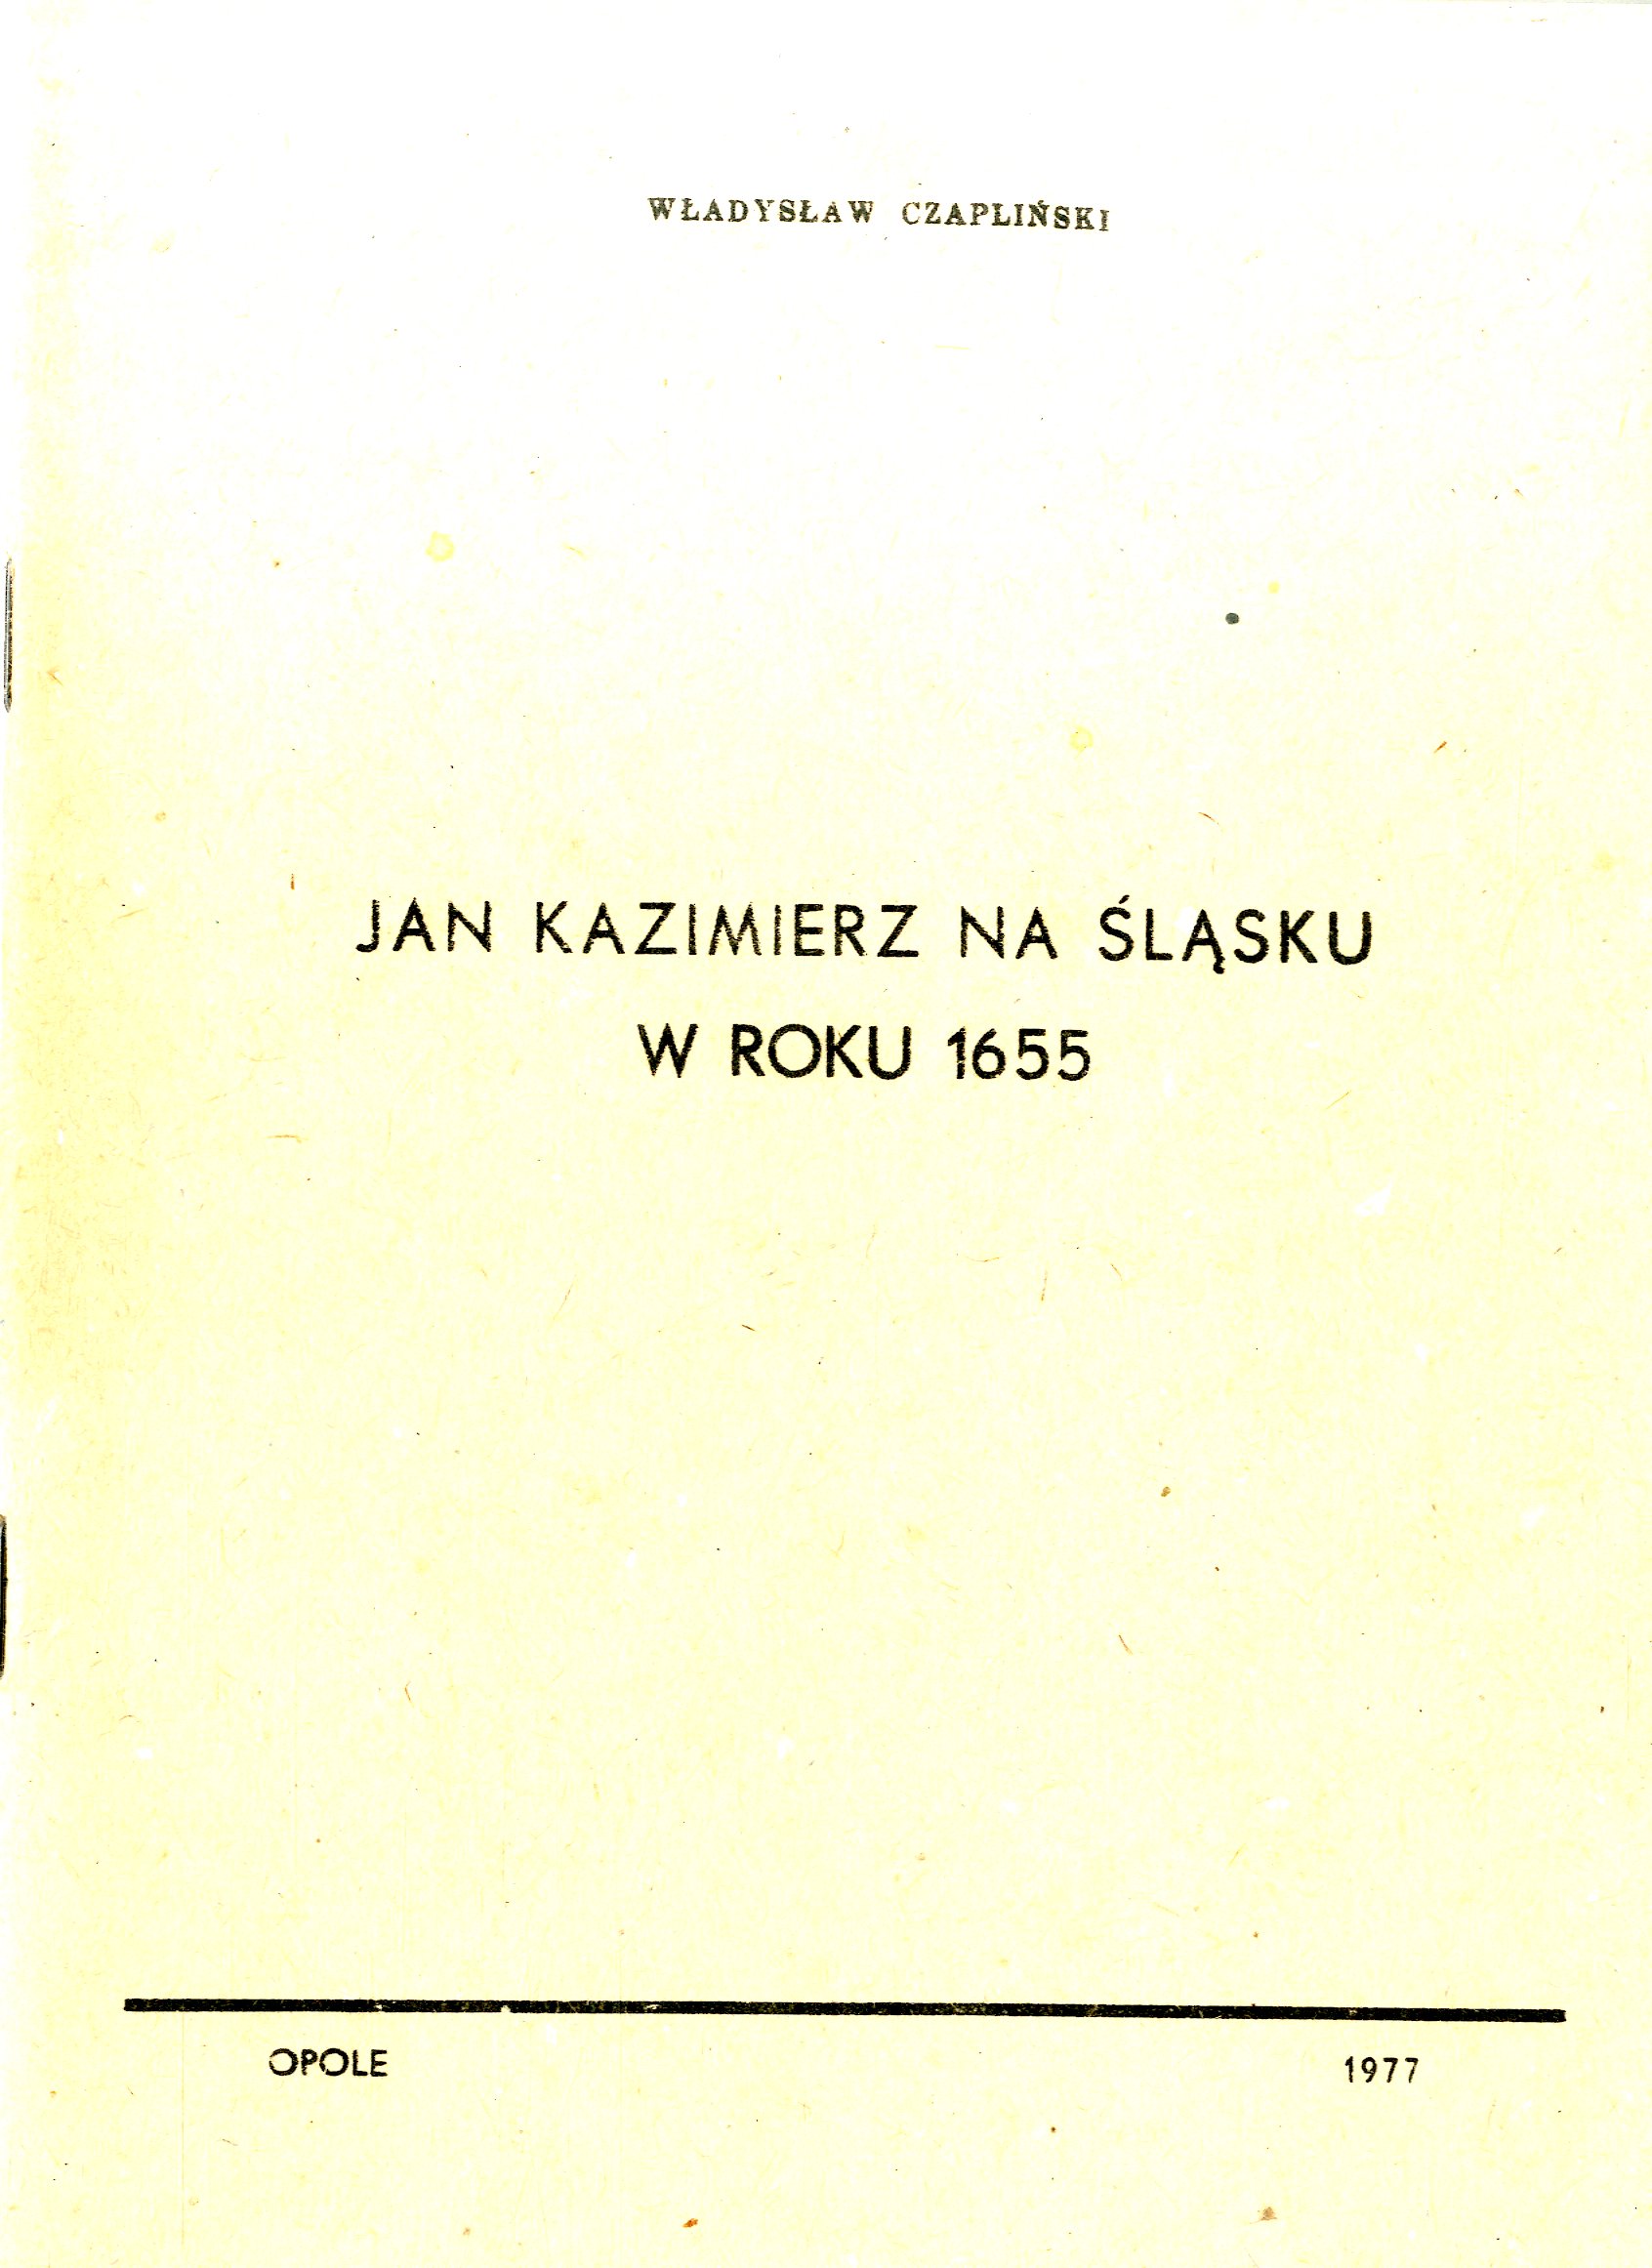 WŁADYSŁAW CZAPLIŃSKI
JAN KAZIMIERZ NA ŚLĄSKU
W ROKU 1655
OPOLE 1977